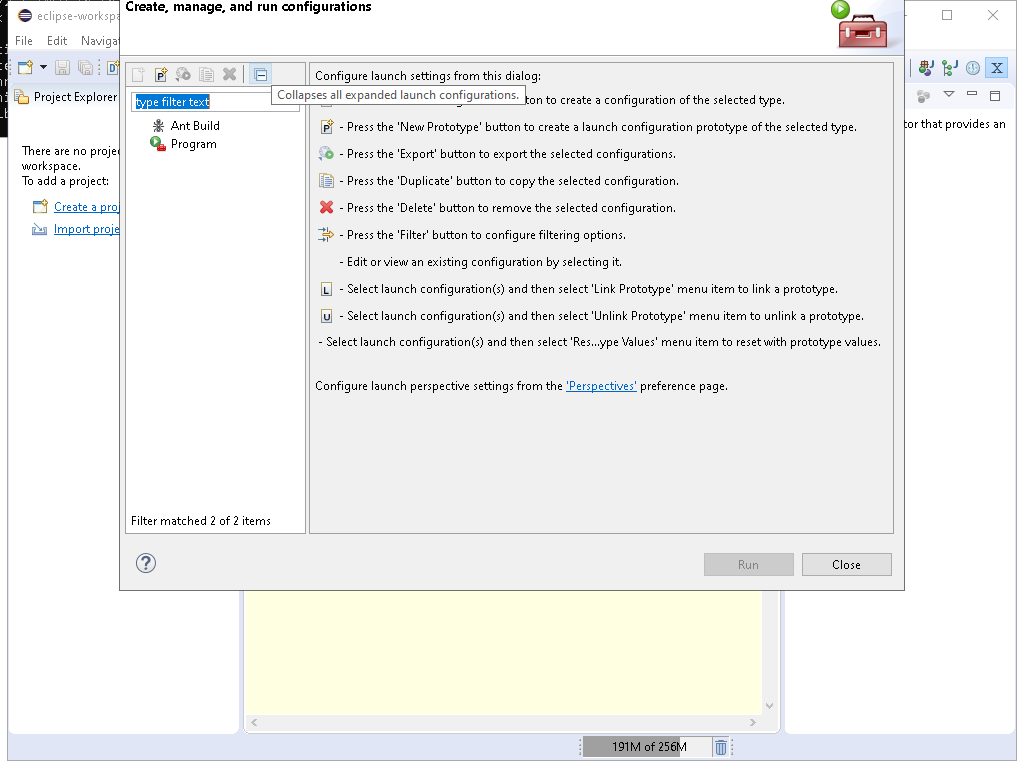 Create, manage, and run configurations
eclipse-workspa
File Edit Navigat
Project Explorer
There are no projec
workspace.
To add a project:
Create a proj
Import proje
type filter text
Ant Build
Program
Filter matched 2 of 2 items
Configure launch settings from this dialog:
Collapses all expanded launch configurations.
ton to create a configuration of the selected type.
- Press the 'New Prototype' button to create a launch configuration prototype of the selected type.
- Press the 'Export' button to export the selected configurations.
- Press the 'Duplicate' button to copy the selected configuration.
- Press the 'Delete' button to remove the selected configuration.
- Press the 'Filter' button to configure filtering options.
- Edit or view an existing configuration by selecting it.
- Select launch configuration(s) and then select 'Link Prototype' menu item to link a prototype.
- Select launch configuration(s) and then select 'Unlink Prototype' menu item to unlink a prototype.
- Select launch configuration(s) and then select 'Res...ype Values' menu item to reset with prototype values.
Configure launch perspective settings from the 'Perspectives' preference page.
Run
Close
tor that provides an
191M of 256M